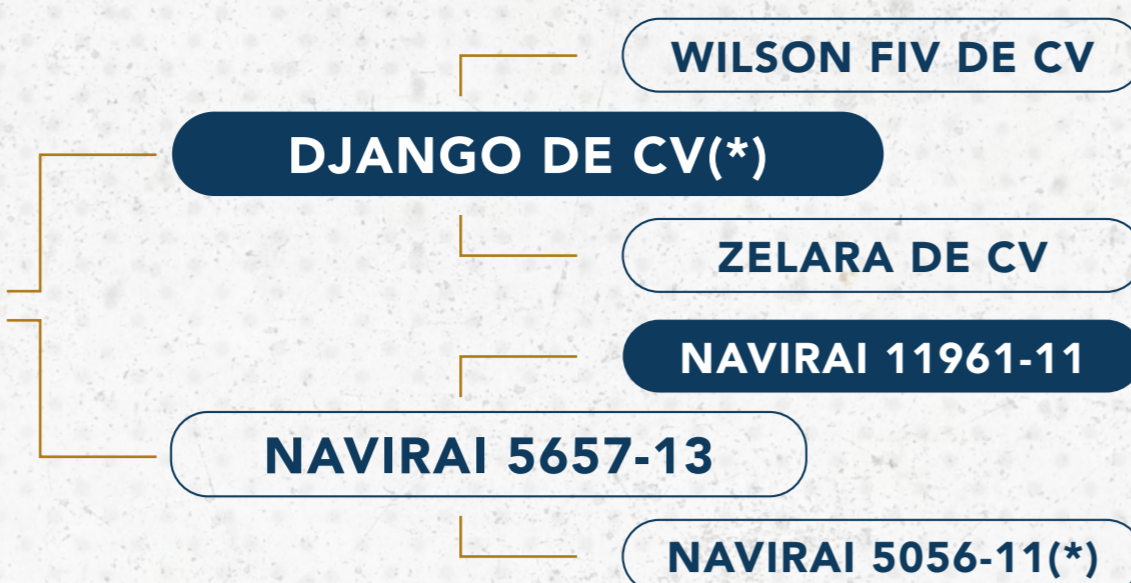 WILSON FIV DE CV
DJANGO DE CV(*)
ZELARA DE CV
NAVIRAI 11961-11
NAVIRAI 5657-13
NAVIRAI 5056-11(*)